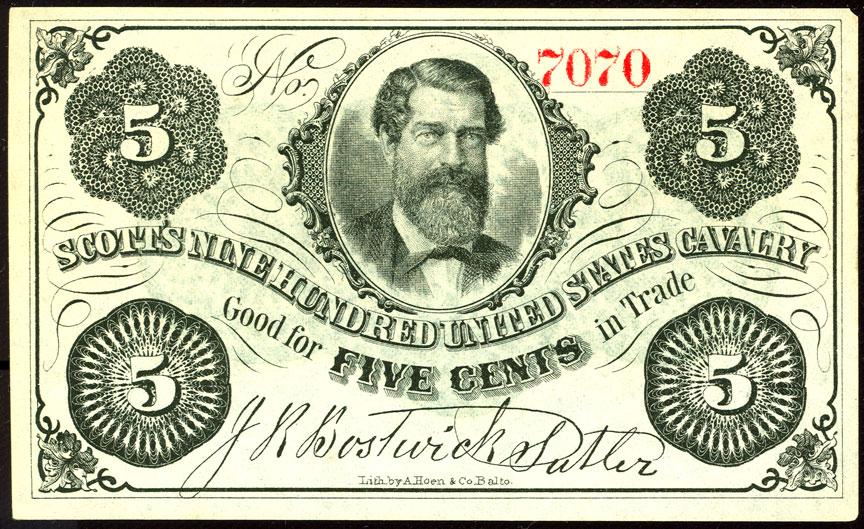 5 No. 7070 5
SCOTT'S NINE HUNDRED UNITED STATES CAVALRY
Good for FIVE CENTS in Trade
5 5
J R Bostwick Sutler
Lith. by A. Hoen & Co. Balto.